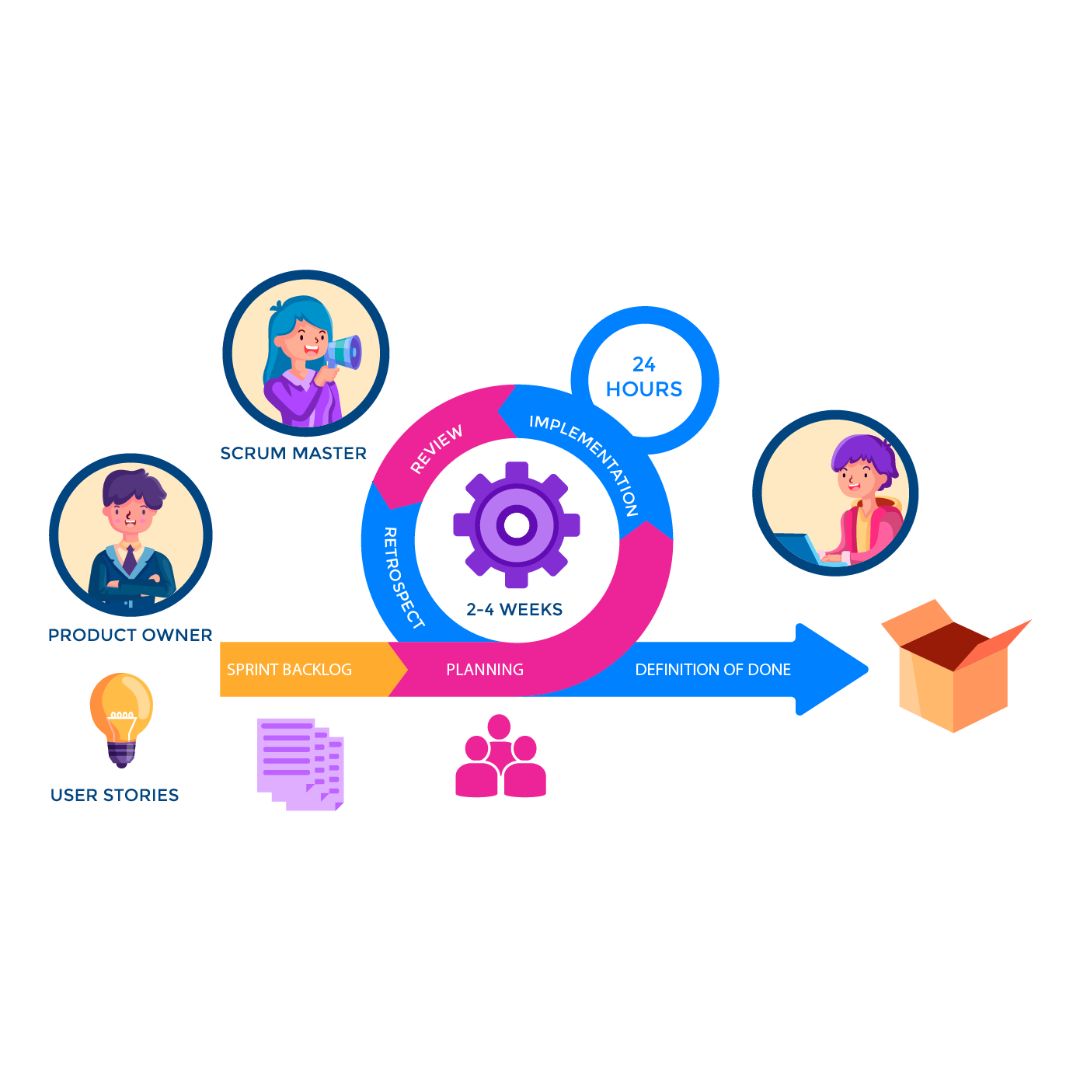 24
HOURS
IMPLEMENTATION
REVIEW
SCRUM MASTER
RETROSPECT
2-4 WEEKS
PRODUCT OWNER
SPRINT BACKLOG
PLANNING
DEFINITION OF DONE
USER STORIES